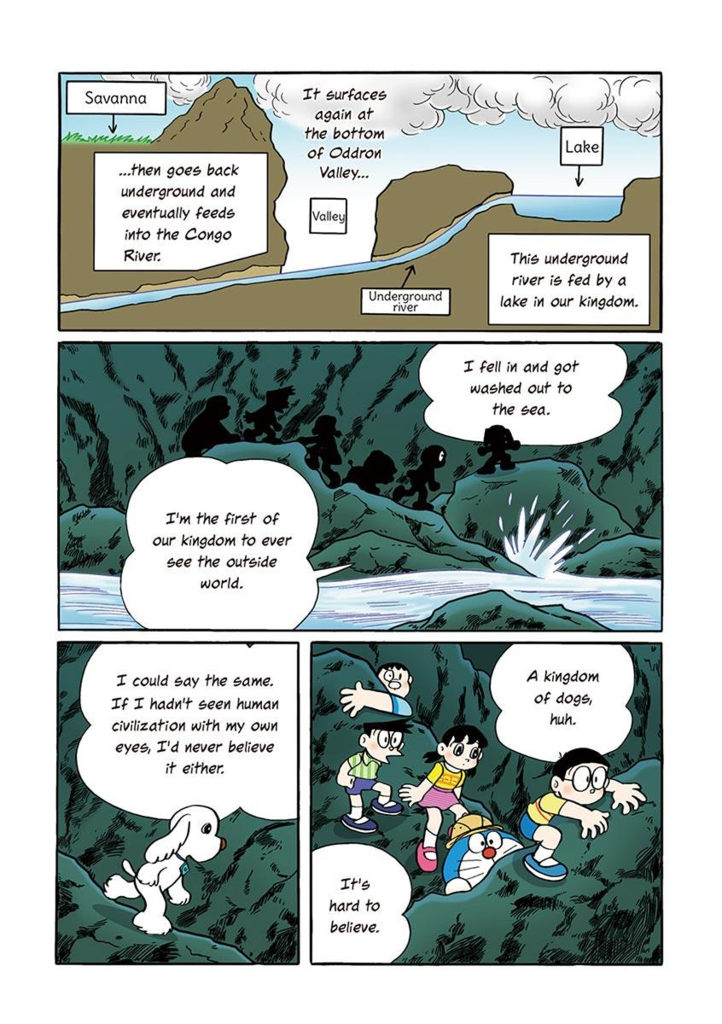 Savanna
It surfaces
again at
the bottom
of Oddron
Valley...
Lake
...then goes back
underground and
eventually feeds
into the Congo
River.
Valley
This underground
river is fed by a
lake in our kingdom.
Underground
river
I fell in and got
washed out to
the sea.
I'm the first of
our kingdom to ever
see the outside
world.
I could say the same.
If I hadn't seen human
civilization with my own
eyes, I'd never believe
it either.
A kingdom
of dogs,
huh.
It's
hard to
believe.